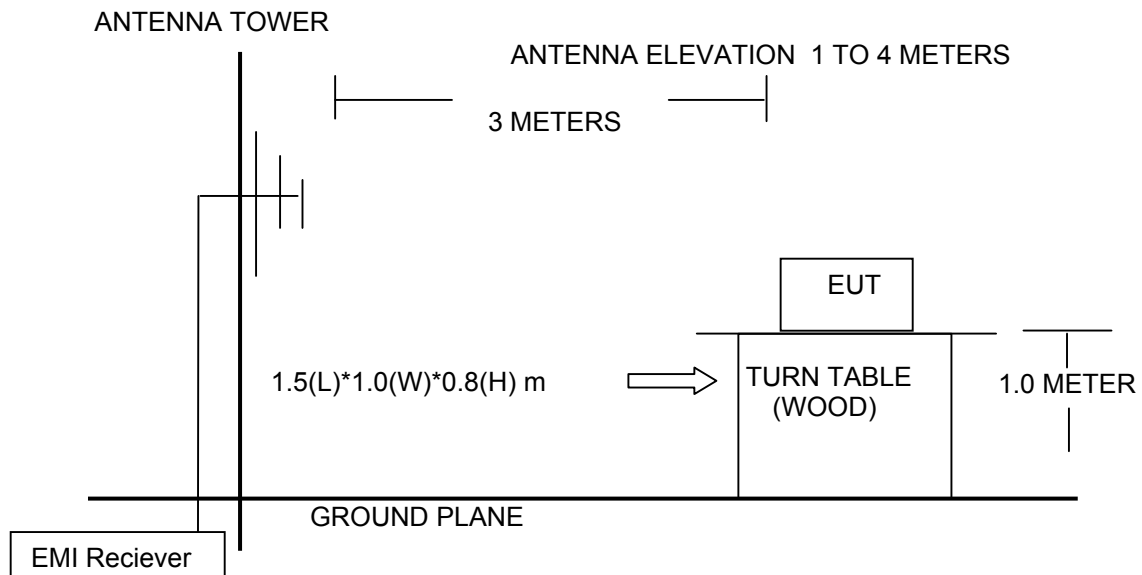 ANTENNA TOWER
ANTENNA ELEVATION 1 TO 4 METERS
3 METERS
EUT
1.5(L)*1.0(W)*0.8(H) m
TURN TABLE
(WOOD)
1.0 METER
GROUND PLANE
EMI Reciever